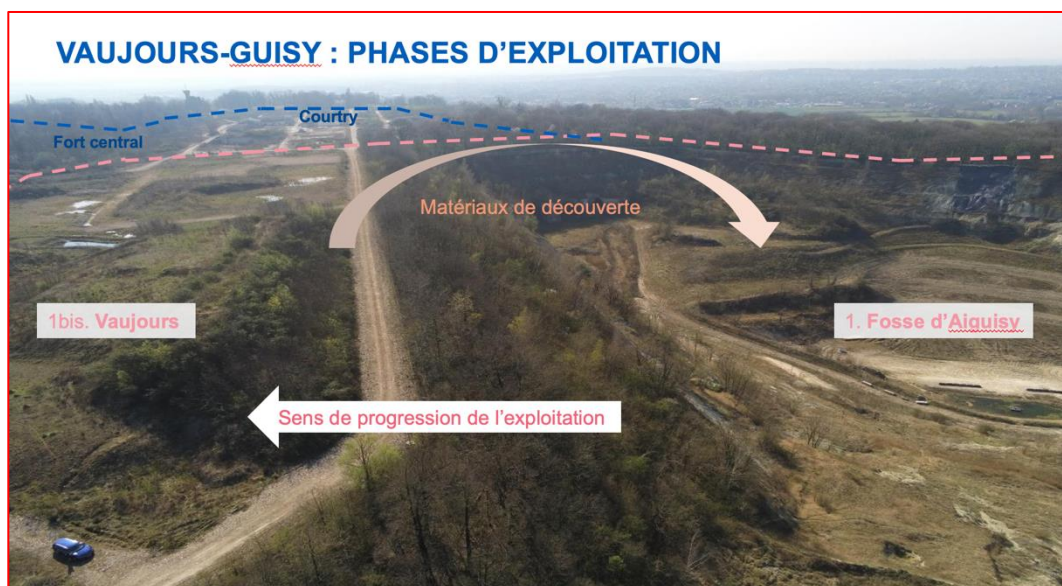 VAUJOURS-GUISY : PHASES D'EXPLOITATION
Courtry
Fort central
Matériaux de découverte
1bis. Vaujours
1. Fosse d'Aiguisy
Sens de progression de l'exploitation